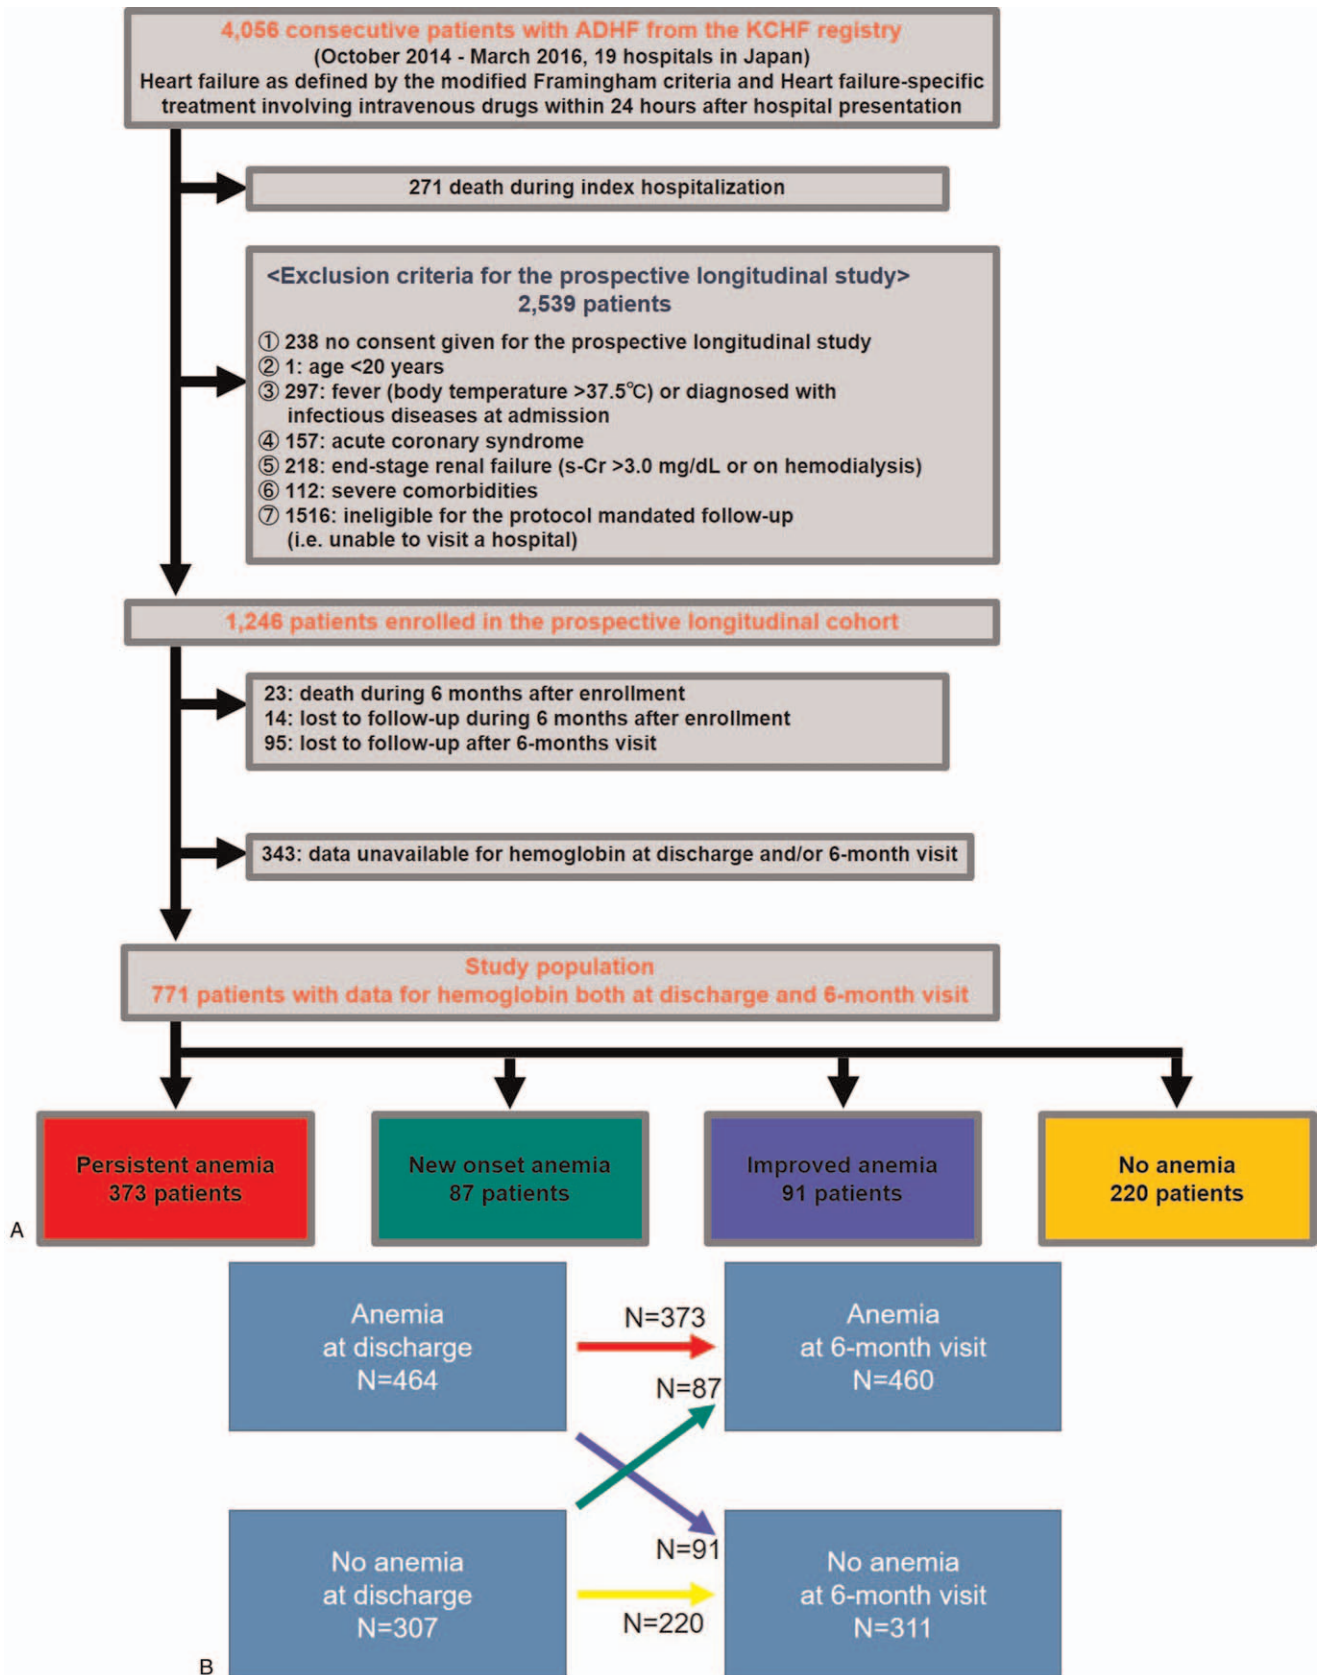 4,056 consecutive patients with ADHF from the KCHF registry
(October 2014 - March 2016, 19 hospitals in Japan)
Heart failure as defined by the modified Framingham criteria and Heart failure-specific
treatment involving intravenous drugs within 24 hours after hospital presentation
271 death during index hospitalization
<Exclusion criteria for the prospective longitudinal study>
2,539 patients
① 238 no consent given for the prospective longitudinal study
② 1: age <20 years
③ 297: fever (body temperature >37.5℃) or diagnosed with
infectious diseases at admission
④ 157: acute coronary syndrome
⑤ 218: end-stage renal failure (s-Cr >3.0 mg/dL or on hemodialysis)
⑥ 112: severe comorbidities
⑦ 1516: ineligible for the protocol mandated follow-up
(i.e. unable to visit a hospital)
1,246 patients enrolled in the prospective longitudinal cohort
23: death during 6 months after enrollment
14: lost to follow-up during 6 months after enrollment
95: lost to follow-up after 6-months visit
343: data unavailable for hemoglobin at discharge and/or 6-month visit
Study population
771 patients with data for hemoglobin both at discharge and 6-month visit
Persistent anemia
373 patients
New onset anemia
87 patients
Improved anemia
91 patients
No anemia
220 patients
A
Anemia
at discharge
N=464
N=373
N=87
Anemia
at 6-month visit
N=460
No anemia
at discharge
N=307
N=91
N=220
No anemia
at 6-month visit
N=311
B